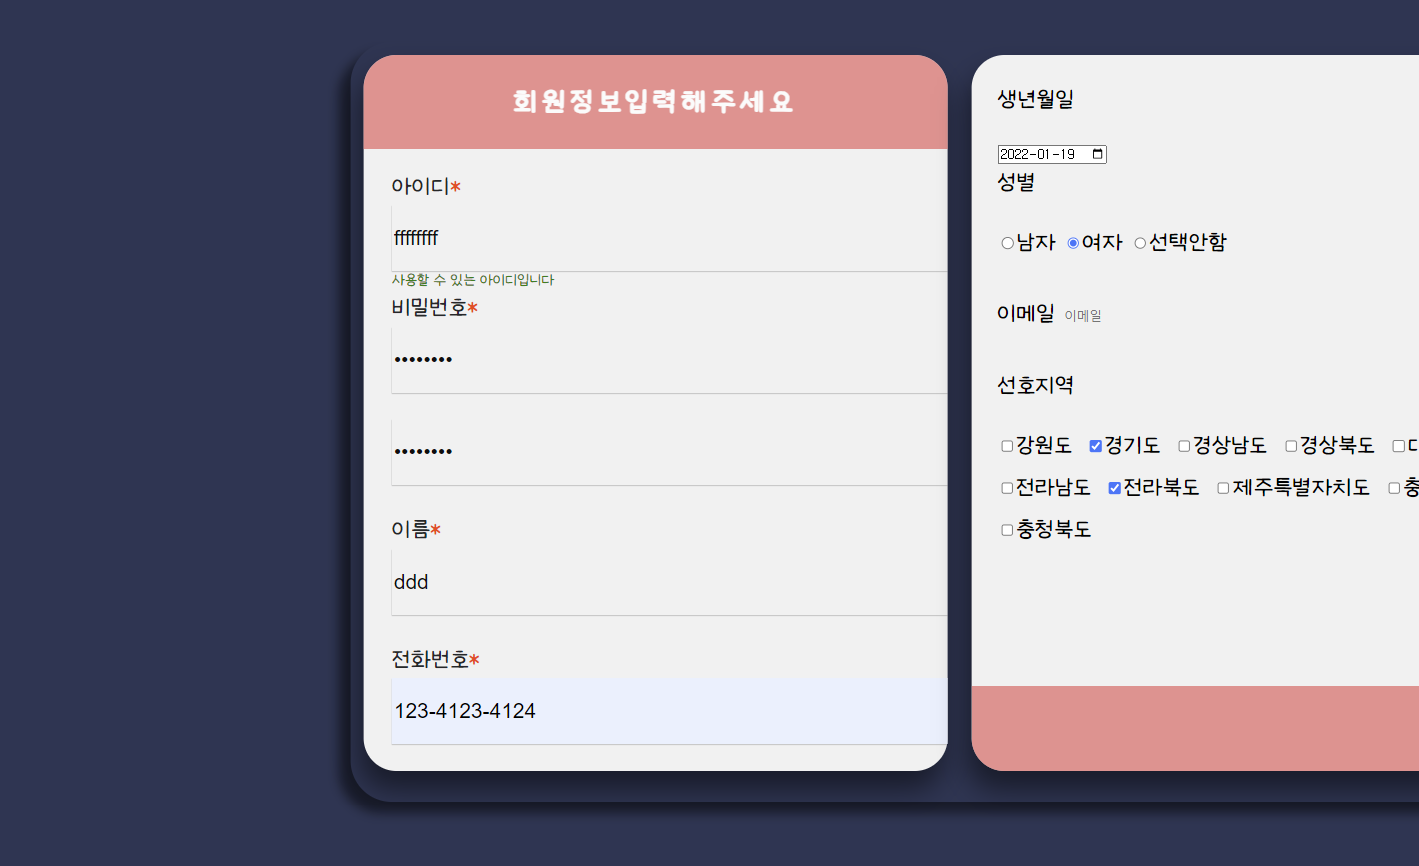 회원정보입력해주세요
아이디*
ffffffff
사용할 수 있는 아이디입니다
비밀번호*
••••••••
••••••••
이름*
ddd
전화번호*
123-4123-4124
생년월일
2022-01-19
성별
남자 여자 선택안함
이메일 이메일
선호지역
강원도 경기도 경상남도 경상북도
전라남도 전라북도 제주특별자치도 충
충청북도